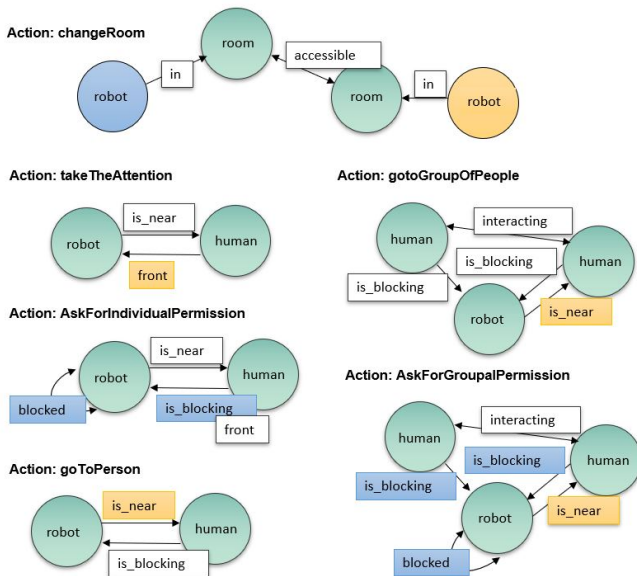 Action: changeRoom
room
accessible
robot
in
room
in
robot
Action: takeTheAttention
is_near
robot
human
front
Action: AskForIndividualPermission
is_near
robot
human
blocked
is_blocking
front
Action: goToPerson
is_near
robot
human
is_blocking
Action: gotoGroupOfPeople
interacting
human
is_blocking
human
is_blocking
robot
is_near
Action: AskForGroupalPermission
interacting
human
is_blocking
human
is_blocking
robot
is_near
blocked